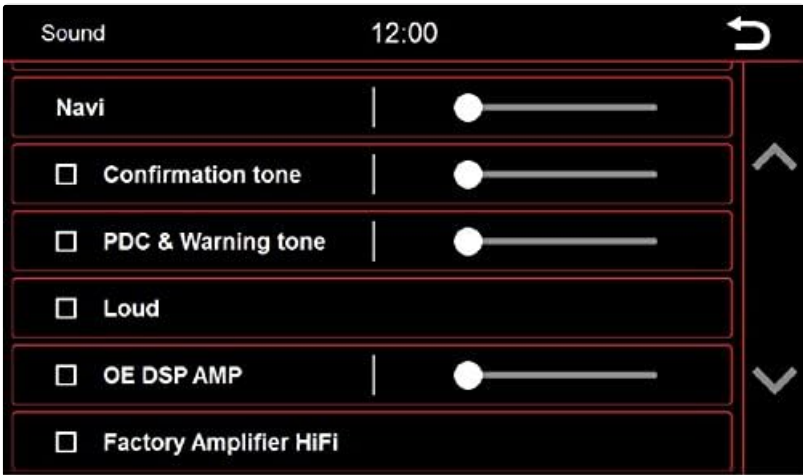 Sound 12:00
Navi
Confirmation tone
PDC & Warning tone
Loud
OE DSP AMP
Factory Amplifier HiFi